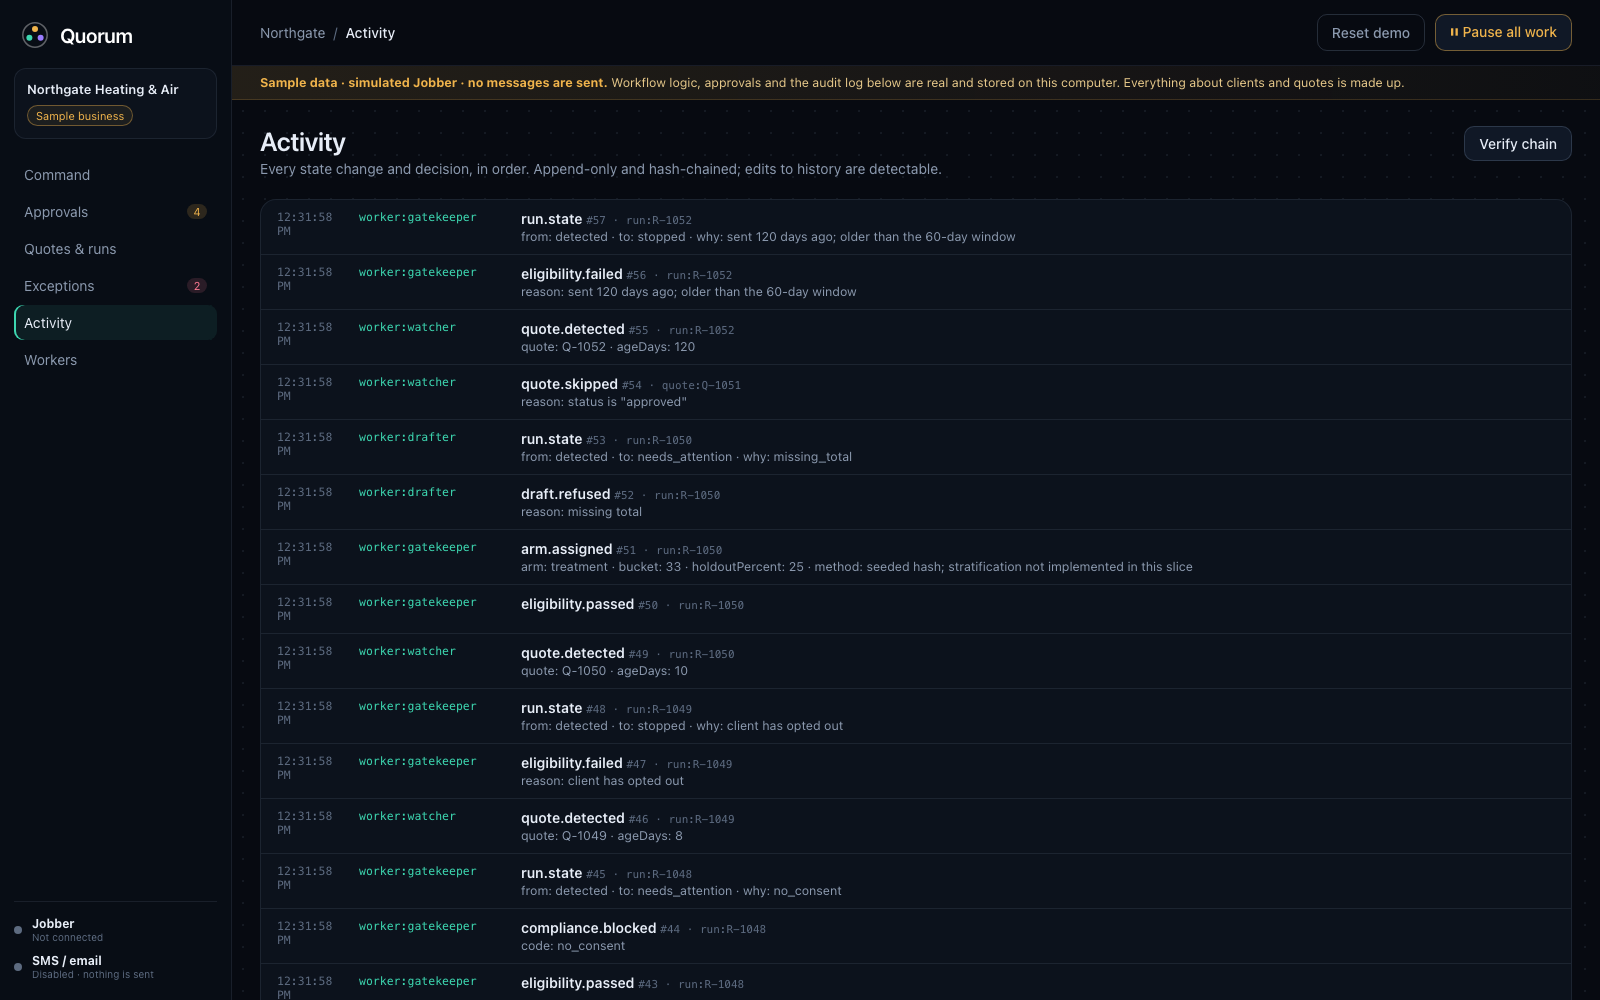 Quorum
Northgate Heating & Air
Sample business
Command
Approvals 4
Quotes & runs
Exceptions 2
Activity
Workers
Jobber
Not connected
SMS / email
Disabled · nothing is sent
Northgate / Activity
Reset demo
Pause all work
Sample data · simulated Jobber · no messages are sent. Workflow logic, approvals and the audit log below are real and stored on this computer. Everything about clients and quotes is made up.
Activity
Every state change and decision, in order. Append-only and hash-chained; edits to history are detectable.
Verify chain
12:31:58 PM worker:gatekeeper run.state #57 · run:R-1052
from: detected · to: stopped · why: sent 120 days ago; older than the 60-day window
12:31:58 PM worker:gatekeeper eligibility.failed #56 · run:R-1052
reason: sent 120 days ago; older than the 60-day window
12:31:58 PM worker:watcher quote.detected #55 · run:R-1052
quote: Q-1052 · ageDays: 120
12:31:58 PM worker:watcher quote.skipped #54 · quote:Q-1051
reason: status is "approved"
12:31:58 PM worker:drafter run.state #53 · run:R-1050
from: detected · to: needs_attention · why: missing_total
12:31:58 PM worker:drafter draft.refused #52 · run:R-1050
reason: missing total
12:31:58 PM worker:gatekeeper arm.assigned #51 · run:R-1050
arm: treatment · bucket: 33 · holdoutPercent: 25 · method: seeded hash; stratification not implemented in this slice
12:31:58 PM worker:gatekeeper eligibility.passed #50 · run:R-1050
12:31:58 PM worker:watcher quote.detected #49 · run:R-1050
quote: Q-1050 · ageDays: 10
12:31:58 PM worker:gatekeeper run.state #48 · run:R-1049
from: detected · to: stopped · why: client has opted out
12:31:58 PM worker:gatekeeper eligibility.failed #47 · run:R-1049
reason: client has opted out
12:31:58 PM worker:watcher quote.detected #46 · run:R-1049
quote: Q-1049 · ageDays: 8
12:31:58 PM worker:gatekeeper run.state #45 · run:R-1048
from: detected · to: needs_attention · why: no_consent
12:31:58 PM worker:gatekeeper compliance.blocked #44 · run:R-1048
code: no_consent
12:31:58 PM worker:gatekeeper eligibility.passed #43 · run:R-1048